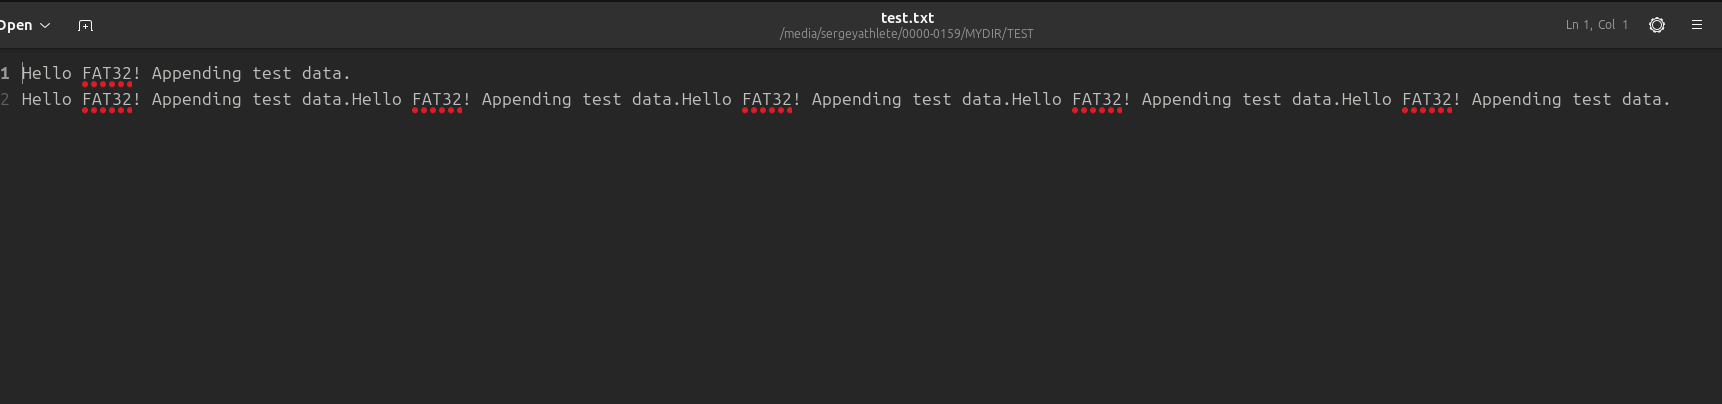 Open
test.txt
/media/sergeyathlete/0000-0159/MYDIR/TEST
Ln 1, Col 1
1 Hello FAT32! Appending test data.
2 Hello FAT32! Appending test data.Hello FAT32! Appending test data.Hello FAT32! Appending test data.Hello FAT32! Appending test data.Hello FAT32! Appending test data.